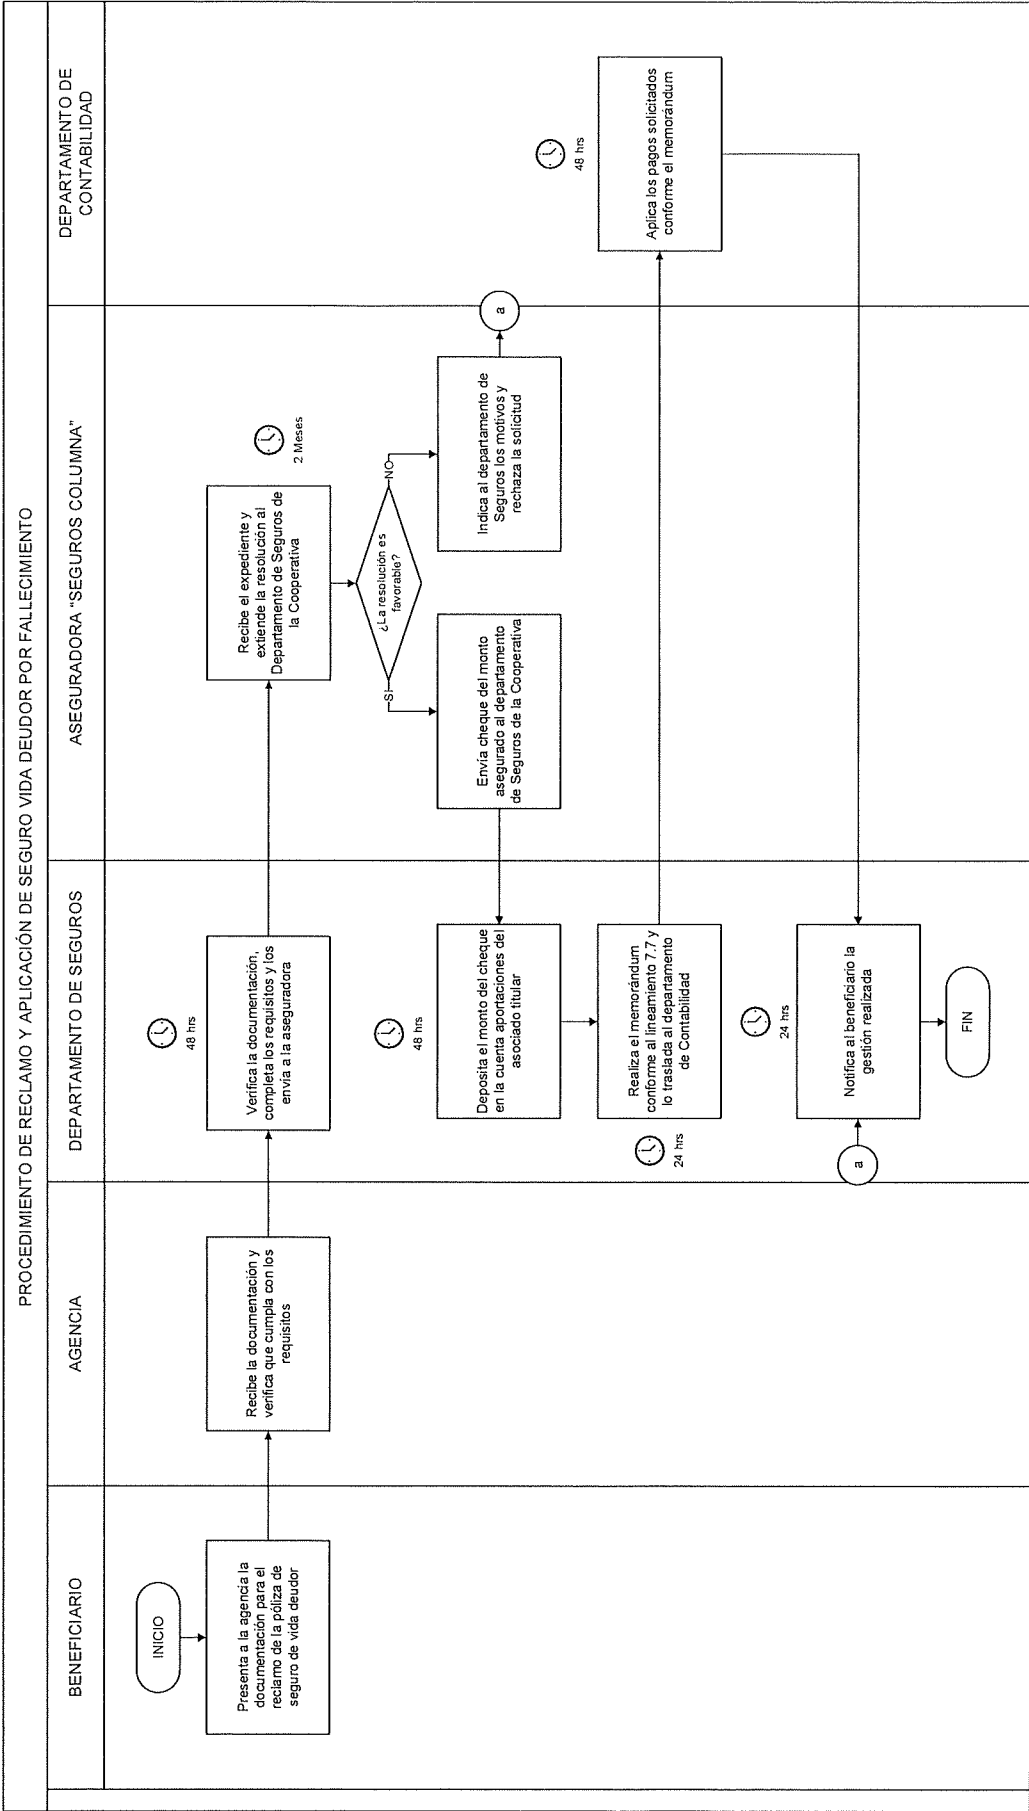 PROCEDIMIENTO DE RECLAMO Y APLICACIÓN DE SEGURO VIDA DEUDOR POR FALLECIMIENTO
BENEFICIARIO
AGENCIA
DEPARTAMENTO DE SEGUROS
ASEGURADORA “SEGUROS COLUMNA”
DEPARTAMENTO DE
CONTABILIDAD
INICIO
Presenta a la agencia la
documentación para el
reclamo de la póliza de
seguro de vida deudor
Recibe la documentación y
verifica que cumpla con los
requisitos
48 hrs
Verifica la documentación,
completa los requisitos y los
envía a la aseguradora
Recibe el expediente y
extiende la resolución al
Departamento de Seguros de
la Cooperativa
2 Meses
¿La resolución es
favorable?
SI
NO
Envía cheque del monto
asegurado al departamento
de Seguros de la Cooperativa
Indica al departamento de
Seguros los motivos y
rechaza la solicitud
a
48 hrs
Deposita el monto del cheque
en la cuenta aportaciones del
asociado titular
24 hrs
Realiza el memorándum
conforme al lineamiento 7.7 y
lo traslada al departamento
de Contabilidad
48 hrs
Aplica los pagos solicitados
conforme el memorándum
a
24 hrs
Notifica al beneficiario la
gestión realizada
FIN